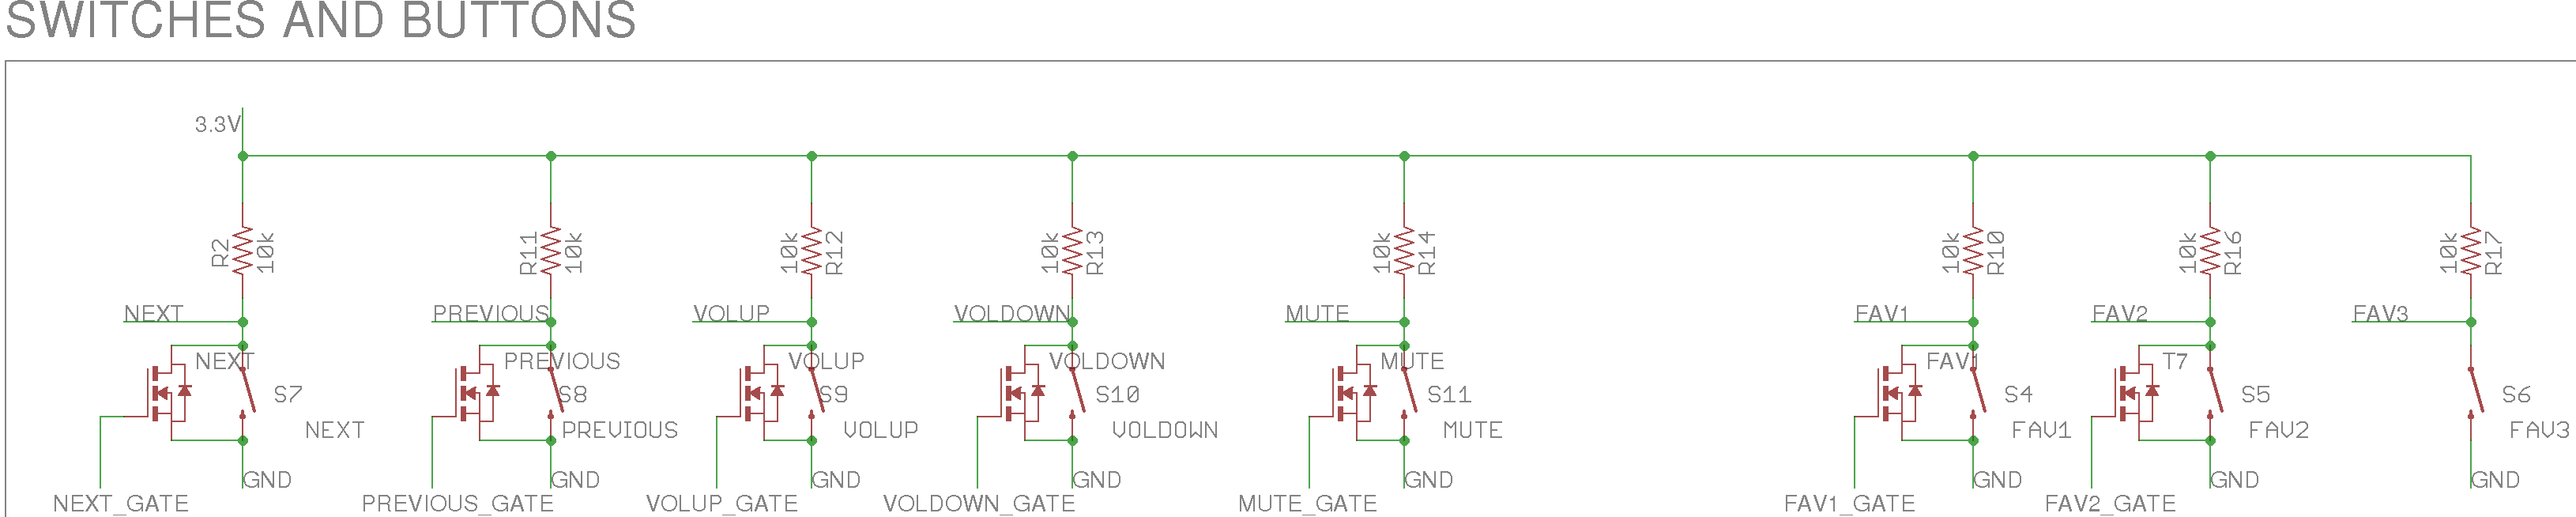 SWITCHES AND BUTTONS
3.3V
R2 10k
R11 10k
10k R12
10k R13
10k R14
10k R10
10k R16
10k R17
NEXT PREVIOUS VOLUP VOLDOWN MUTE FAV1 FAV2 FAV3
NEXT PREVIOUS VOLUP VOLDOWN MUTE FAV1 T7
S7 S8 S9 S10 S11 S4 S5 S6
NEXT PREVIOUS VOLUP VOLDOWN MUTE FAV1 FAV2 FAV3
GND GND GND GND GND GND GND GND
NEXT_GATE PREVIOUS_GATE VOLUP_GATE VOLDOWN_GATE MUTE_GATE FAV1_GATE FAV2_GATE